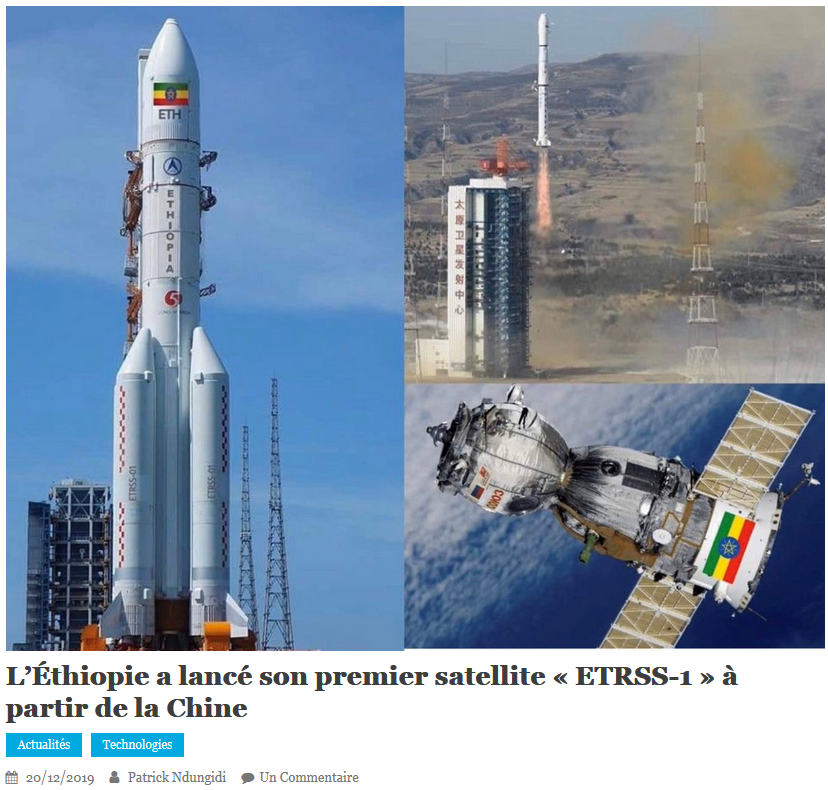 ETH
ETHIOPIA
5
ETRSS-01
ETRSS-01
太原卫星发射中心
L’Éthiopie a lancé son premier satellite « ETRSS-1 » à
partir de la Chine
Actualités Technologies
20/12/2019 Patrick Ndungidi Un Commentaire